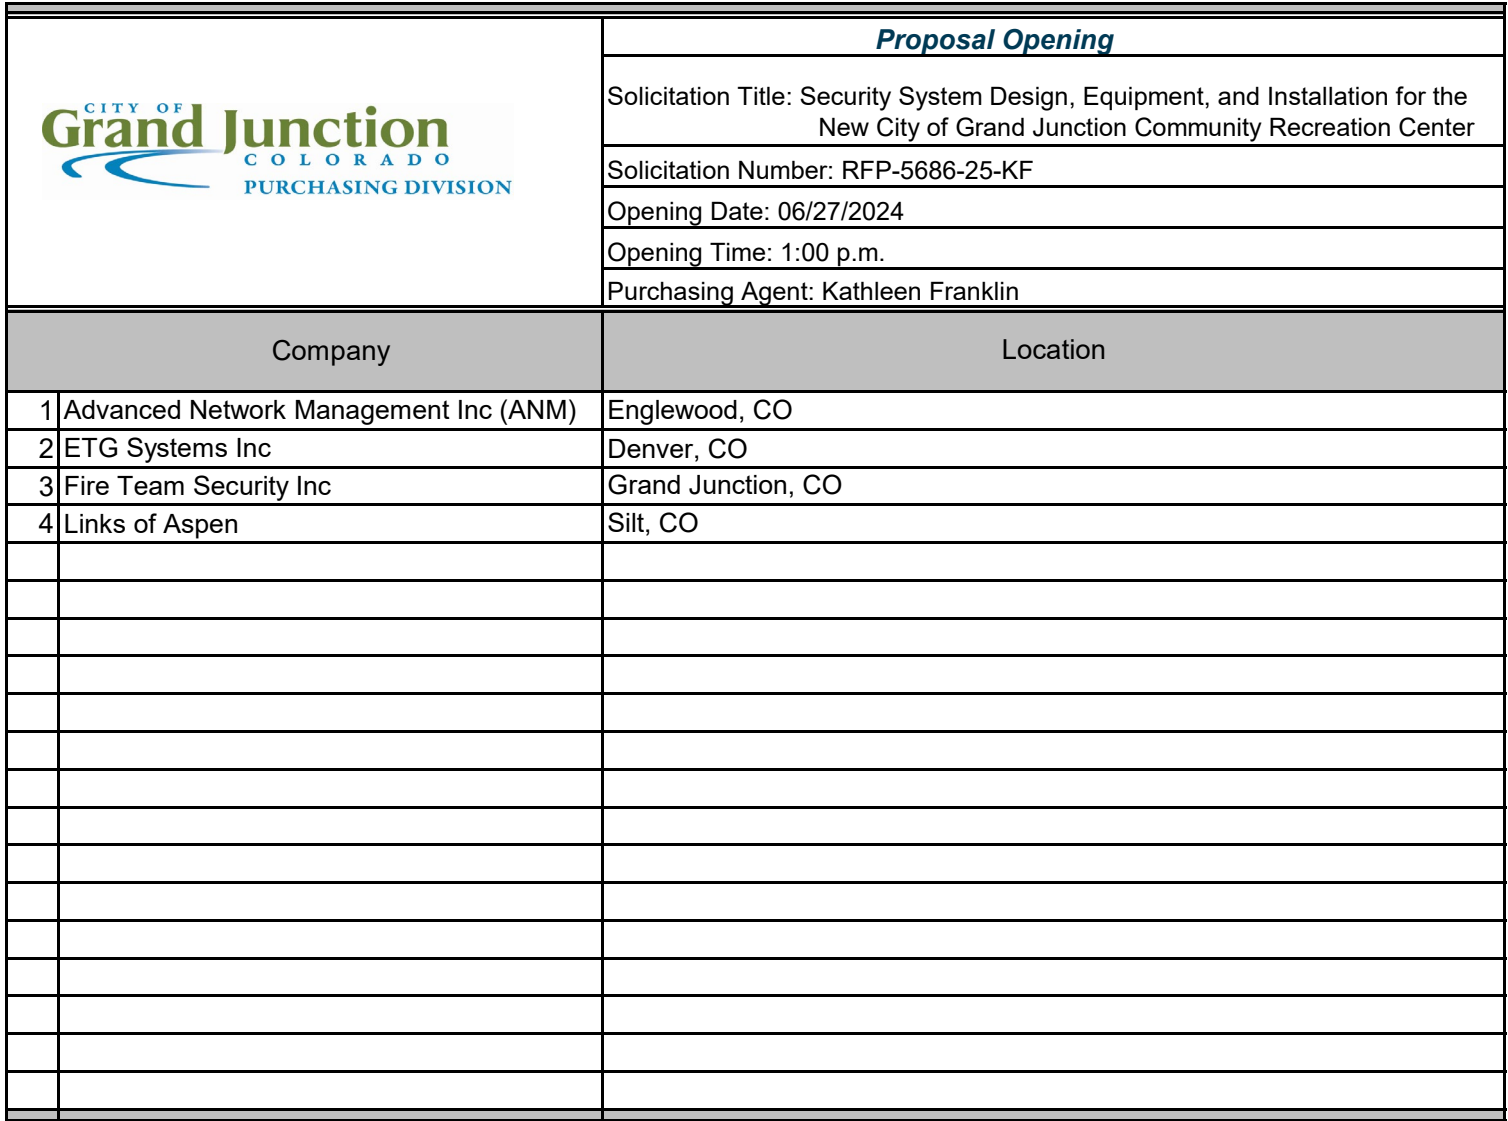 CITY OF
Grand Junction
COLORADO
PURCHASING DIVISION
Proposal Opening
Solicitation Title: Security System Design, Equipment, and Installation for the
New City of Grand Junction Community Recreation Center
Solicitation Number: RFP-5686-25-KF
Opening Date: 06/27/2024
Opening Time: 1:00 p.m.
Purchasing Agent: Kathleen Franklin
Company Location
1 Advanced Network Management Inc (ANM) Englewood, CO
2 ETG Systems Inc Denver, CO
3 Fire Team Security Inc Grand Junction, CO
4 Links of Aspen Silt, CO